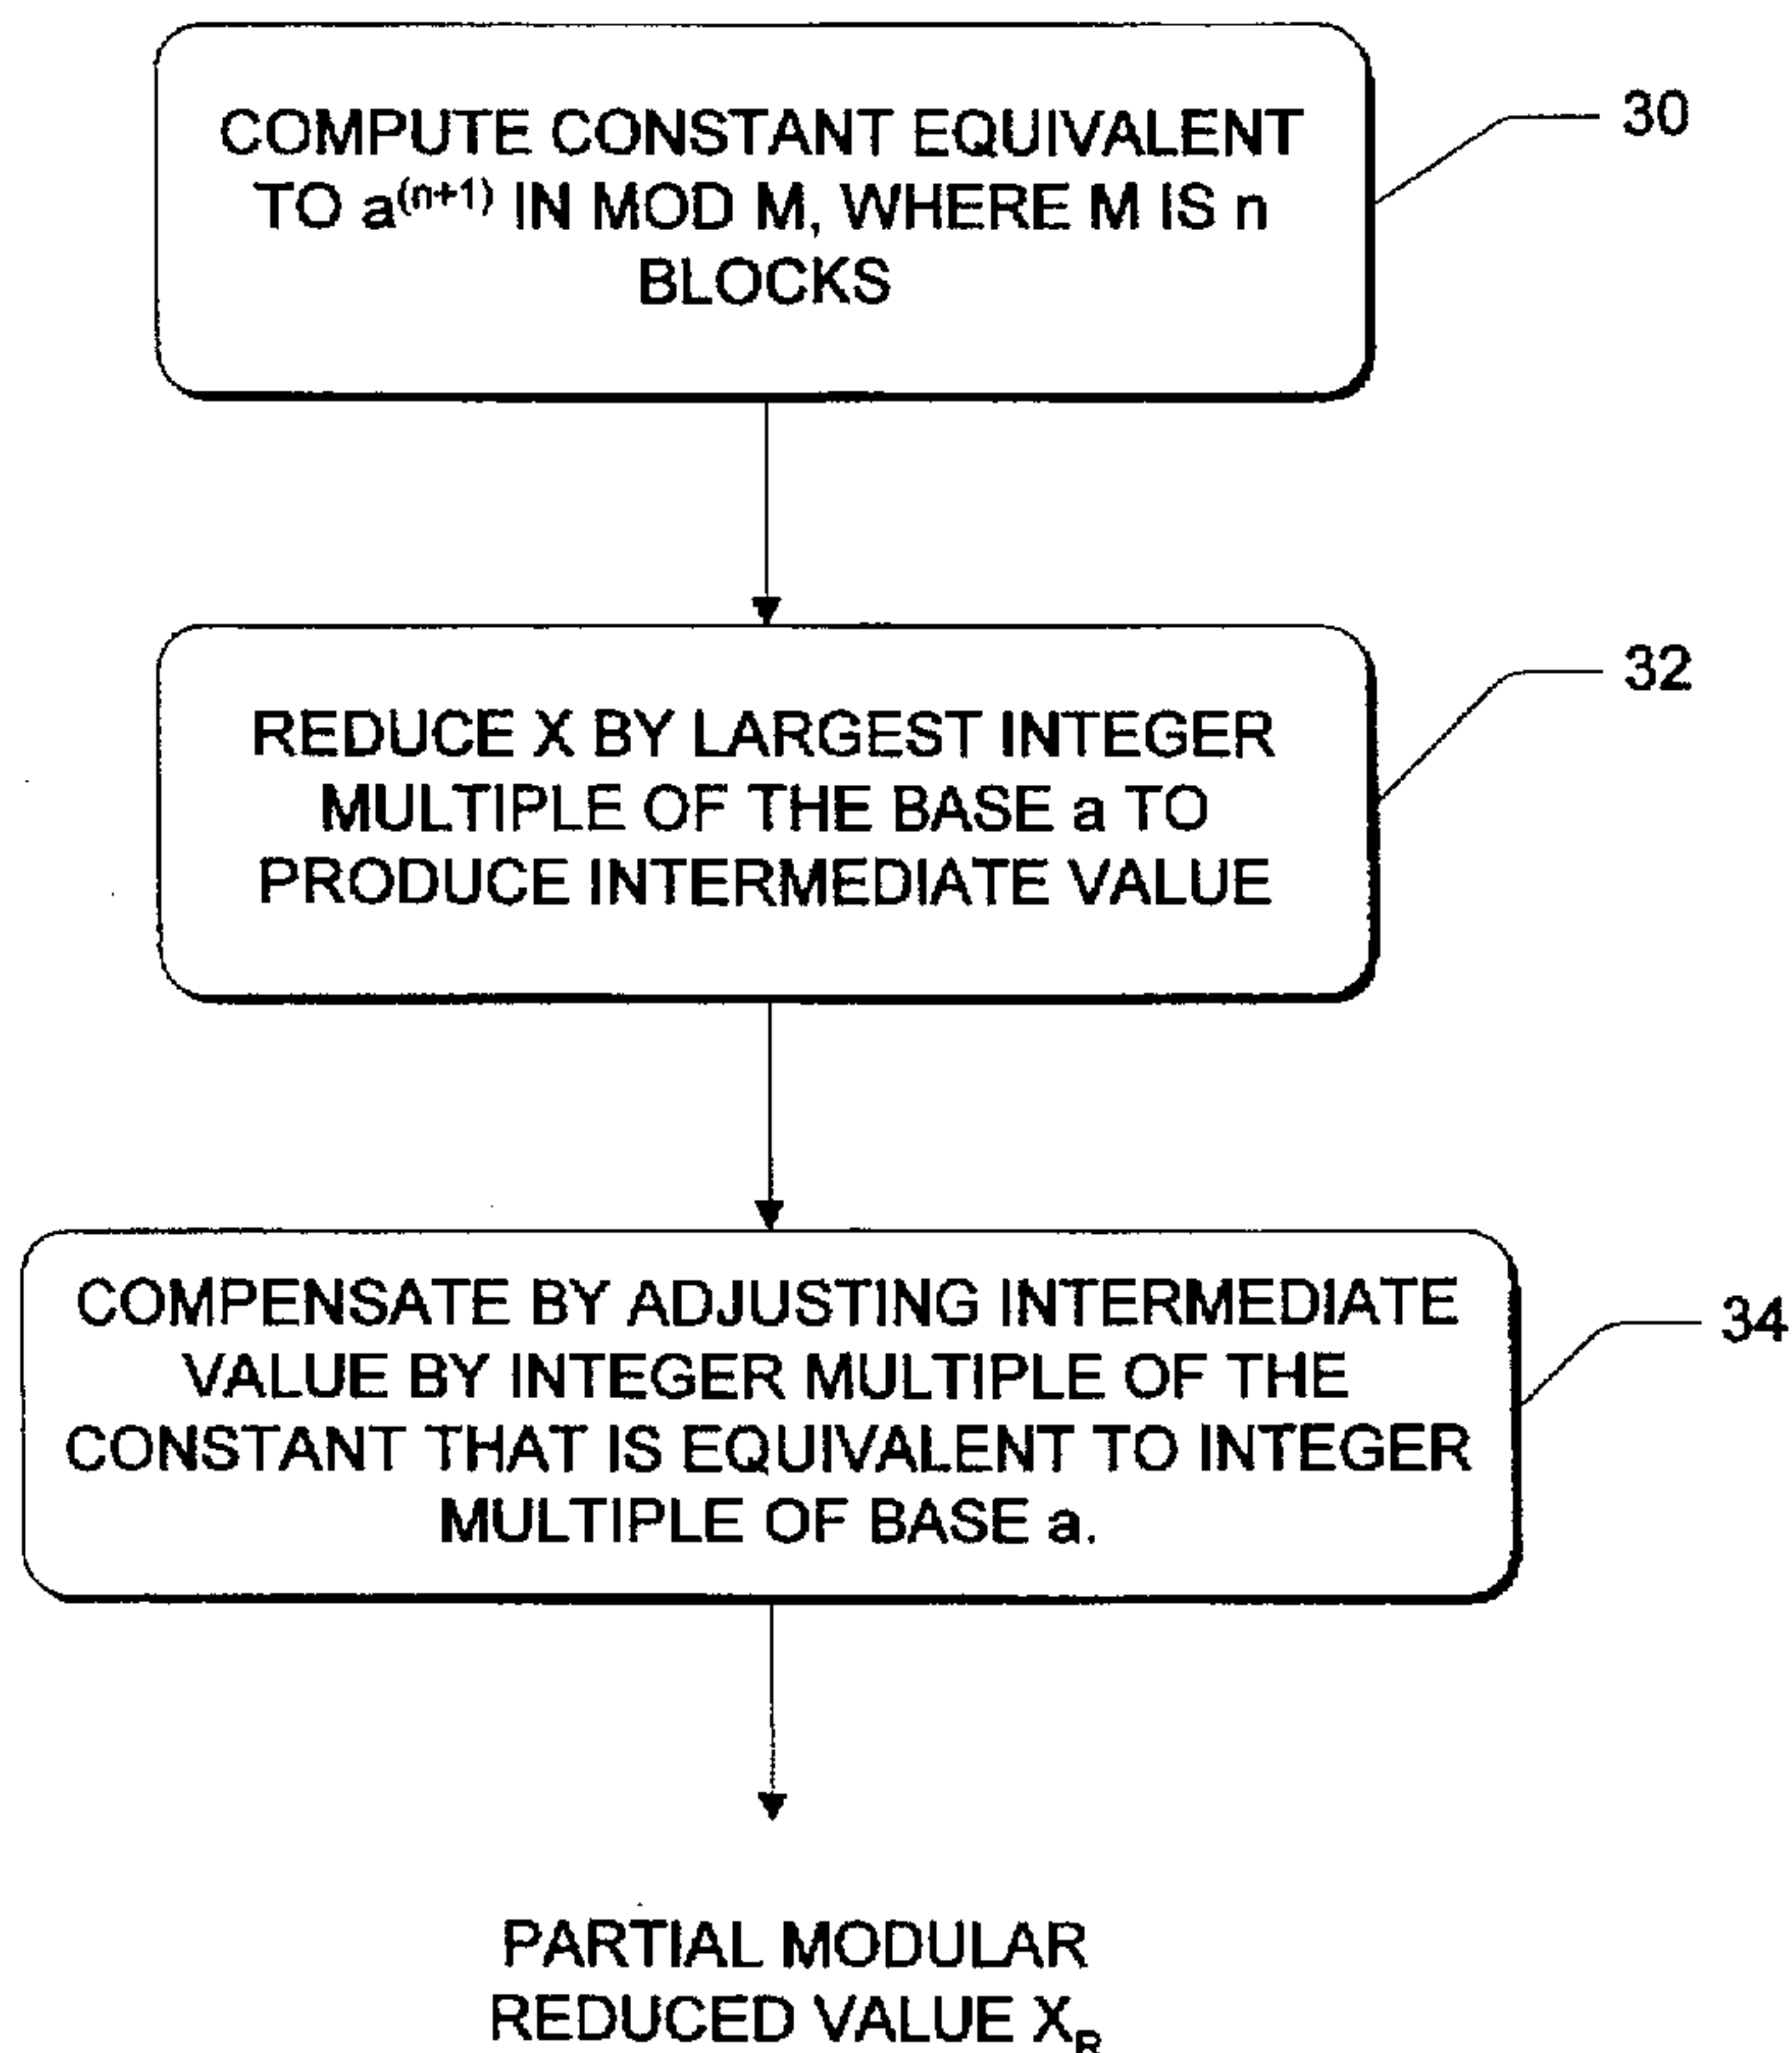 COMPUTE CONSTANT EQUIVALENT
TO a^(n+1) IN MOD M, WHERE M IS n
BLOCKS
30
REDUCE X BY LARGEST INTEGER
MULTIPLE OF THE BASE a TO
PRODUCE INTERMEDIATE VALUE
32
COMPENSATE BY ADJUSTING INTERMEDIATE
VALUE BY INTEGER MULTIPLE OF THE
CONSTANT THAT IS EQUIVALENT TO INTEGER
MULTIPLE OF BASE a.
34
PARTIAL MODULAR
REDUCED VALUE X_R